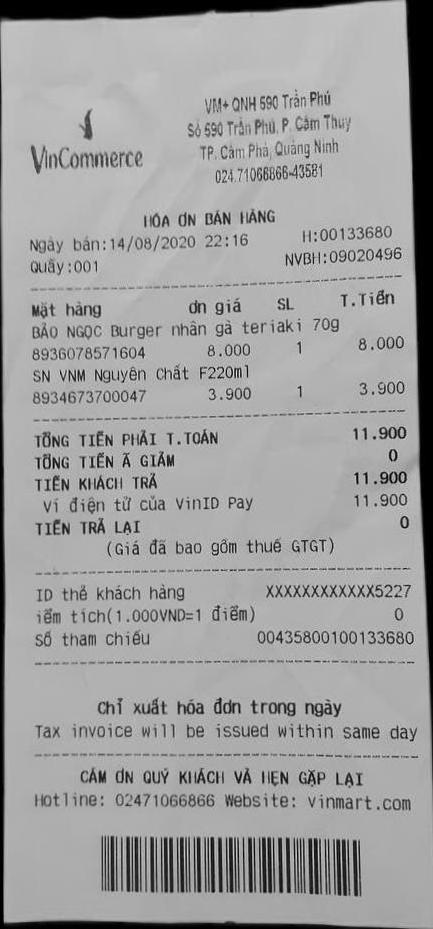 VinCommerce
VM+ QNH 590 Trần Phú
Số 590 Trần Phú, P. Cẩm Thủy
TP. Cẩm Phả, Quảng Ninh
024.71066866-43581
HÓA ƠN BÁN HÀNG
Ngày bán:14/08/2020 22:16 H:00133680
Quầy:001 NVBH:09020496
Mặt hàng ơn giá SL T.Tiền
BẢO NGỌC Burger nhân gà teriaki 70g
8936078571604 8.000 1 8.000
SN VNM Nguyên Chất F220ml
8934673700047 3.900 1 3.900
TỔNG TIỀN PHẢI T.TOÁN 11.900
TỔNG TIỀN Ã GIẢM 0
TIỀN KHÁCH TRẢ 11.900
Ví điện tử của VinID Pay 11.900
TIỀN TRẢ LẠI 0
(Giá đã bao gồm thuế GTGT)
ID thẻ khách hàng XXXXXXXXXXXX5227
iểm tích(1.000VND=1 điểm) 0
Số tham chiếu 00435800100133680
Chỉ xuất hóa đơn trong ngày
Tax invoice will be issued within same day
CẢM ƠN QUÝ KHÁCH VÀ HẸN GẶP LẠI
Hotline: 02471066866 Website: vinmart.com